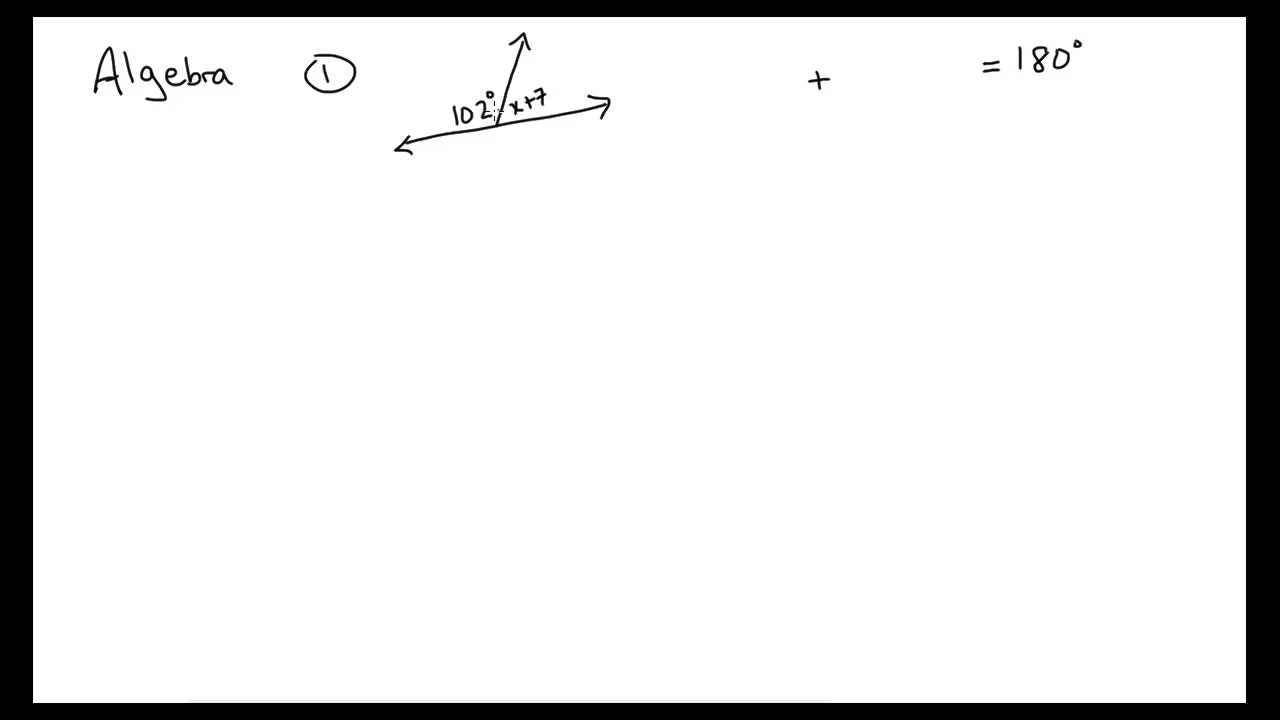 Algebra ① 102° x+7 + = 180°